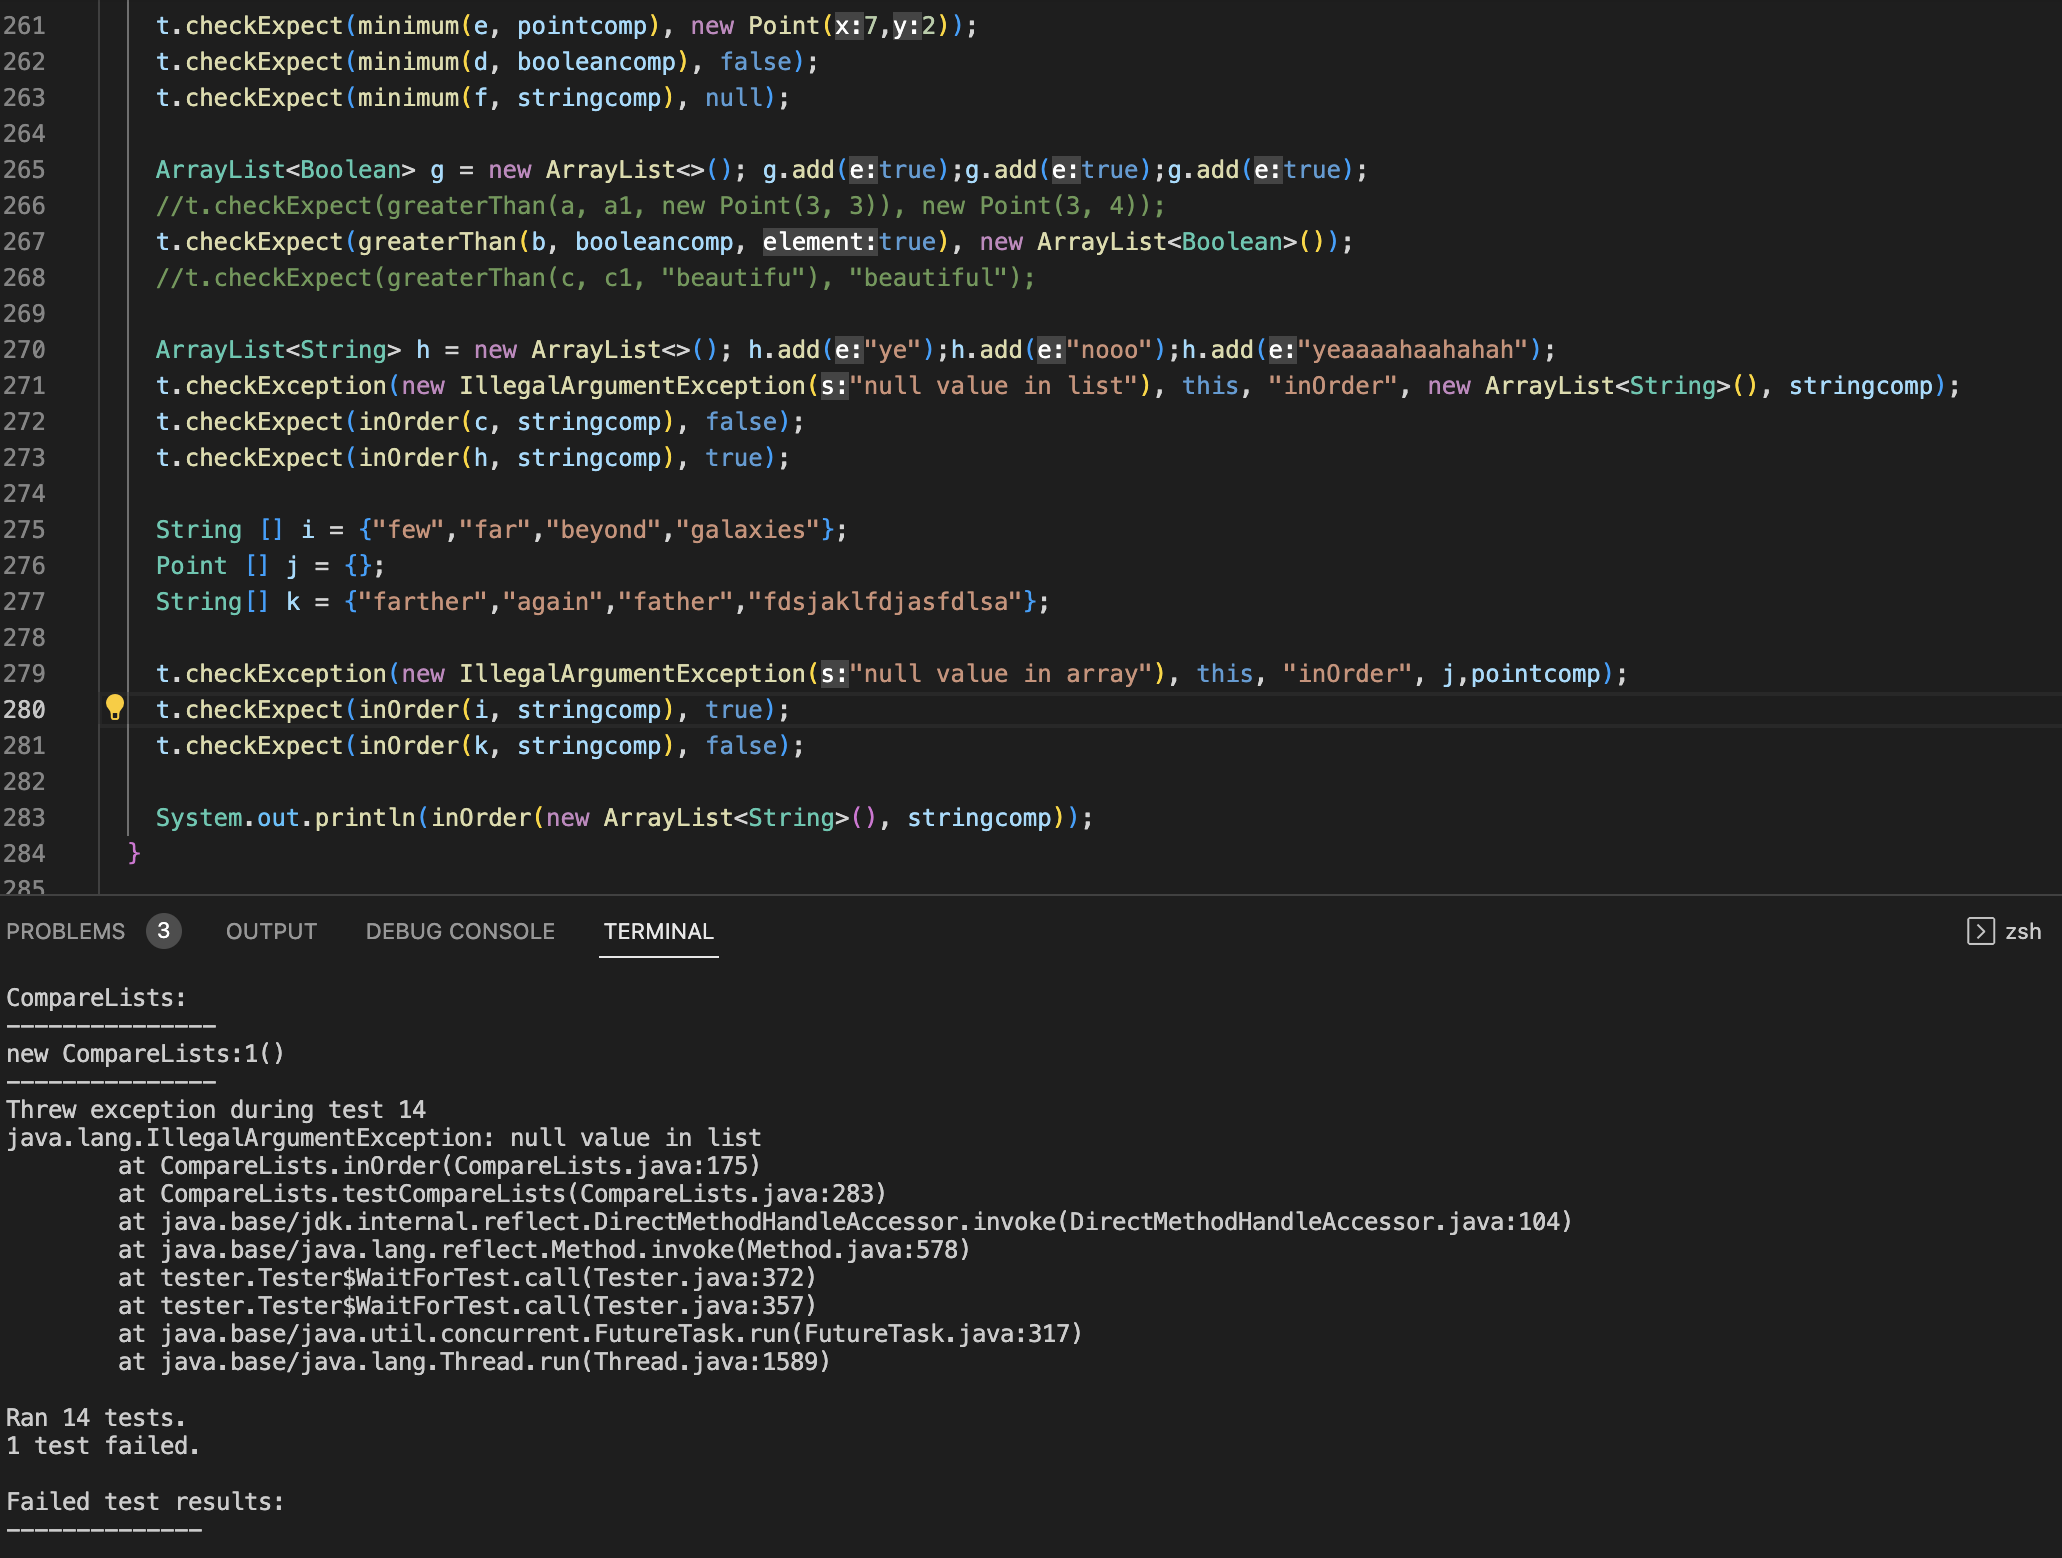 261 t.checkExpect(minimum(e, pointcomp), new Point(x:7,y:2));
262 t.checkExpect(minimum(d, booleancomp), false);
263 t.checkExpect(minimum(f, stringcomp), null);
264
265 ArrayList<Boolean> g = new ArrayList<>(); g.add(e:true);g.add(e:true);g.add(e:true);
266 //t.checkExpect(greaterThan(a, a1, new Point(3, 3)), new Point(3, 4));
267 t.checkExpect(greaterThan(b, booleancomp, element:true), new ArrayList<Boolean>());
268 //t.checkExpect(greaterThan(c, c1, "beautifu"), "beautiful");
269
270 ArrayList<String> h = new ArrayList<>(); h.add(e:"ye");h.add(e:"nooo");h.add(e:"yeaaaahaahahah");
271 t.checkException(new IllegalArgumentException(s:"null value in list"), this, "inOrder", new ArrayList<String>(), stringcomp);
272 t.checkExpect(inOrder(c, stringcomp), false);
273 t.checkExpect(inOrder(h, stringcomp), true);
274
275 String [] i = {"few","far","beyond","galaxies"};
276 Point [] j = {};
277 String[] k = {"farther","again","father","fdsjaklfdjasfdlsa"};
278
279 t.checkException(new IllegalArgumentException(s:"null value in array"), this, "inOrder", j,pointcomp);
280 t.checkExpect(inOrder(i, stringcomp), true);
281 t.checkExpect(inOrder(k, stringcomp), false);
282
283 System.out.println(inOrder(new ArrayList<String>(), stringcomp));
284 }
285
PROBLEMS 3 OUTPUT DEBUG CONSOLE TERMINAL zsh
CompareLists:
---------------
new CompareLists:1()
---------------
Threw exception during test 14
java.lang.IllegalArgumentException: null value in list
at CompareLists.inOrder(CompareLists.java:175)
at CompareLists.testCompareLists(CompareLists.java:283)
at java.base/jdk.internal.reflect.DirectMethodHandleAccessor.invoke(DirectMethodHandleAccessor.java:104)
at java.base/java.lang.reflect.Method.invoke(Method.java:578)
at tester.Tester$WaitForTest.call(Tester.java:372)
at tester.Tester$WaitForTest.call(Tester.java:357)
at java.base/java.util.concurrent.FutureTask.run(FutureTask.java:317)
at java.base/java.lang.Thread.run(Thread.java:1589)
Ran 14 tests.
1 test failed.
Failed test results:
--------------